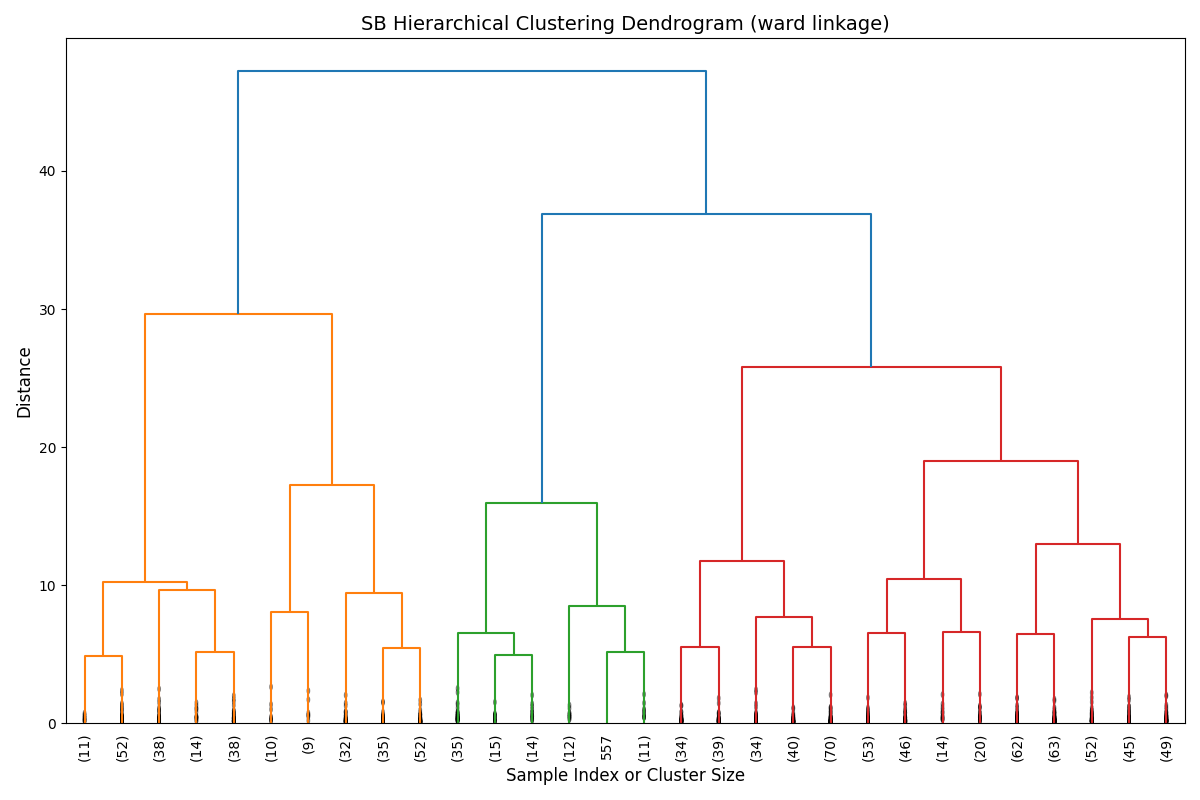 SB Hierarchical Clustering Dendrogram (ward linkage)
Distance
40
30
20
10
0
(11) (52) (38) (14) (38) (10) (9) (32) (35) (52) (35) (15) (14) (12) 557 (11) (34) (39) (34) (40) (70) (53) (46) (14) (20) (62) (63) (52) (45) (49)
Sample Index or Cluster Size